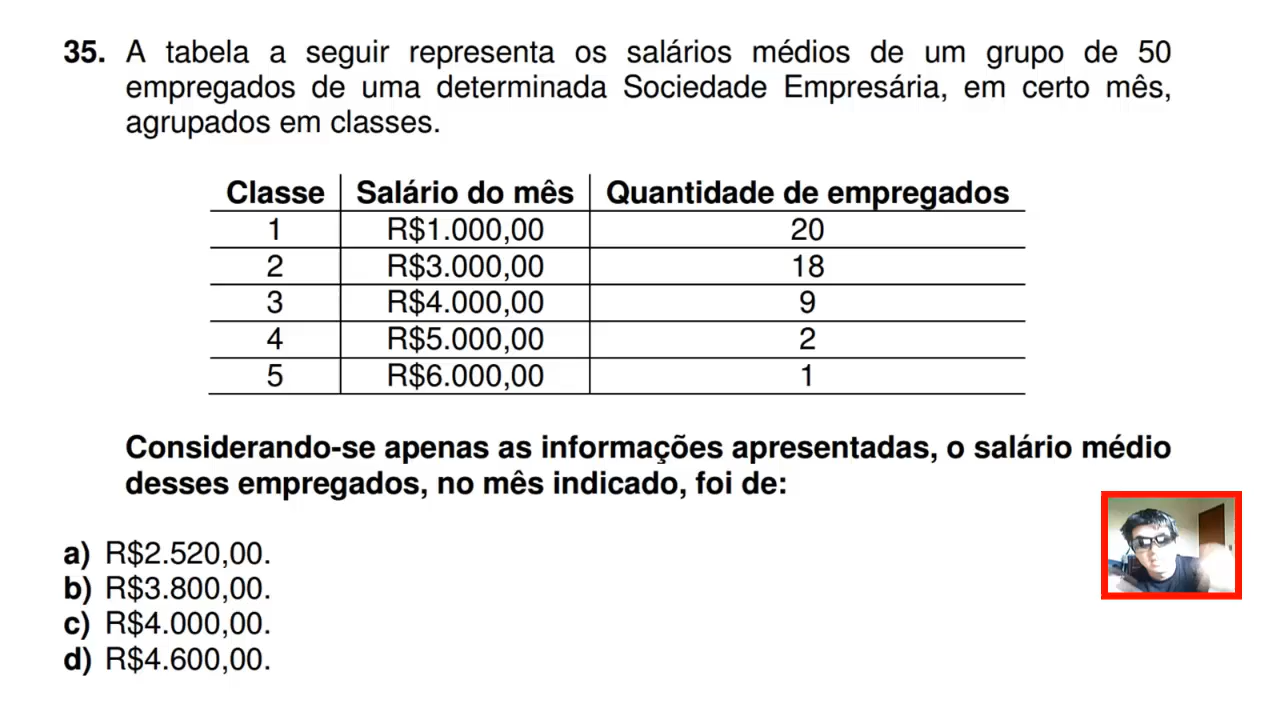 35. A tabela a seguir representa os salários médios de um grupo de 50
empregados de uma determinada Sociedade Empresária, em certo mês,
agrupados em classes.
Classe Salário do mês Quantidade de empregados
1 R$1.000,00 20
2 R$3.000,00 18
3 R$4.000,00 9
4 R$5.000,00 2
5 R$6.000,00 1
Considerando-se apenas as informações apresentadas, o salário médio
desses empregados, no mês indicado, foi de:
a) R$2.520,00.
b) R$3.800,00.
c) R$4.000,00.
d) R$4.600,00.